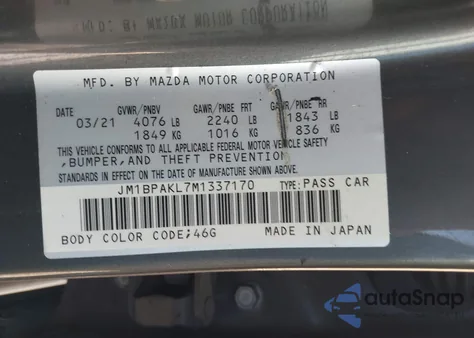 MFD. BY MAZDA MOTOR CORPORATION
DATE GVWR/PNBV GAWR/PNBE FRT GAWR/PNBE RR
03/21 4076 LB 2240 LB 1843 LB
1849 KG 1016 KG 836 KG
THIS VEHICLE CONFORMS TO ALL APPLICABLE FEDERAL MOTOR VEHICLE SAFETY
,BUMPER,AND THEFT PREVENTION
STANDARDS IN EFFECT ON THE DATE OF MANUFACTURE SHOWN ABOVE.
JM1BPAKL7M1337170 TYPE:PASS CAR
BODY COLOR CODE;46G MADE IN JAPAN
autoSnap